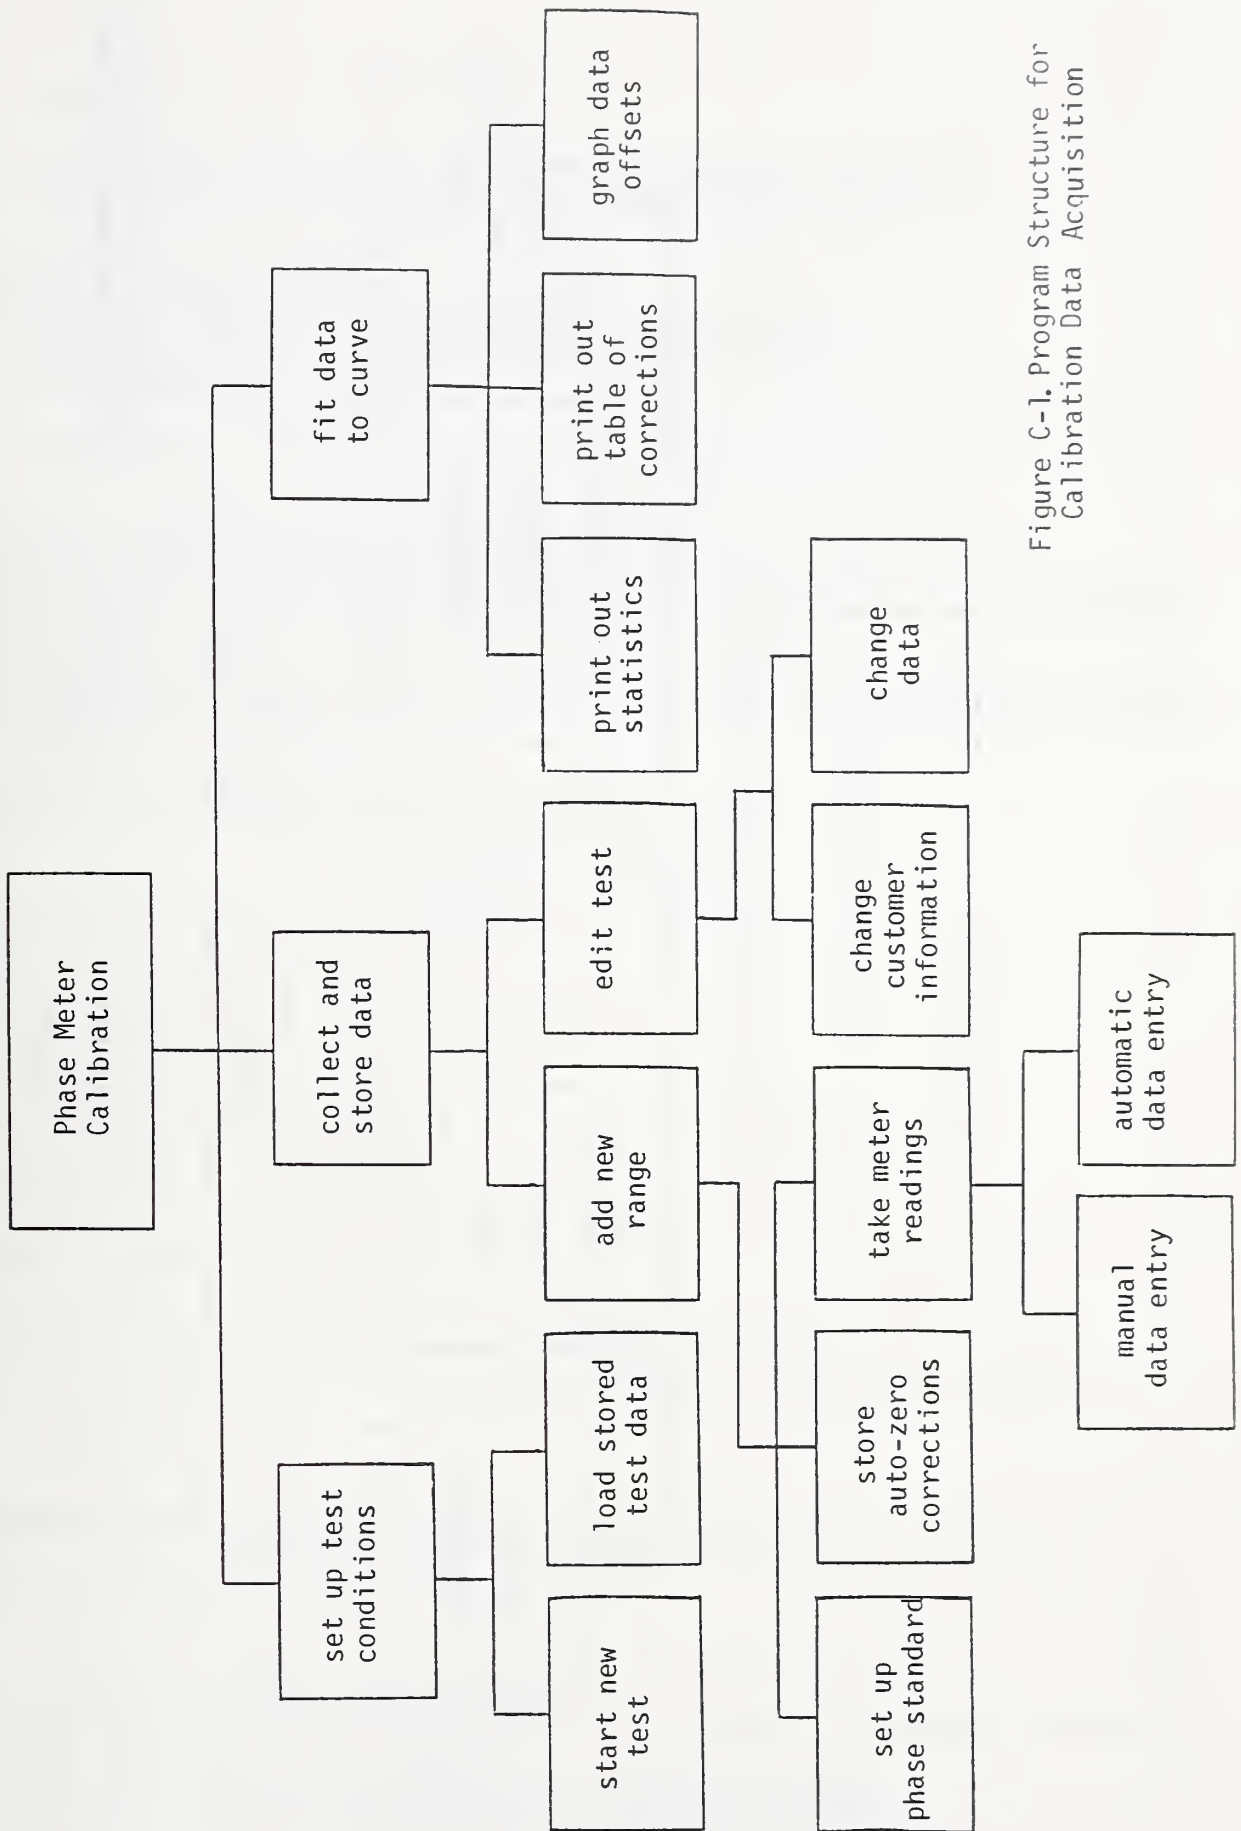 Phase Meter
Calibration
set up test
conditions
collect and
store data
fit data
to curve
start new
test
load stored
test data
add new
range
edit test
print out
statistics
print out
table of
corrections
graph data
offsets
set up
phase standard
store
auto-zero
corrections
take meter
readings
change
customer
information
change
data
manual
data entry
automatic
data entry
Figure C-1. Program Structure for
Calibration Data Acquisition